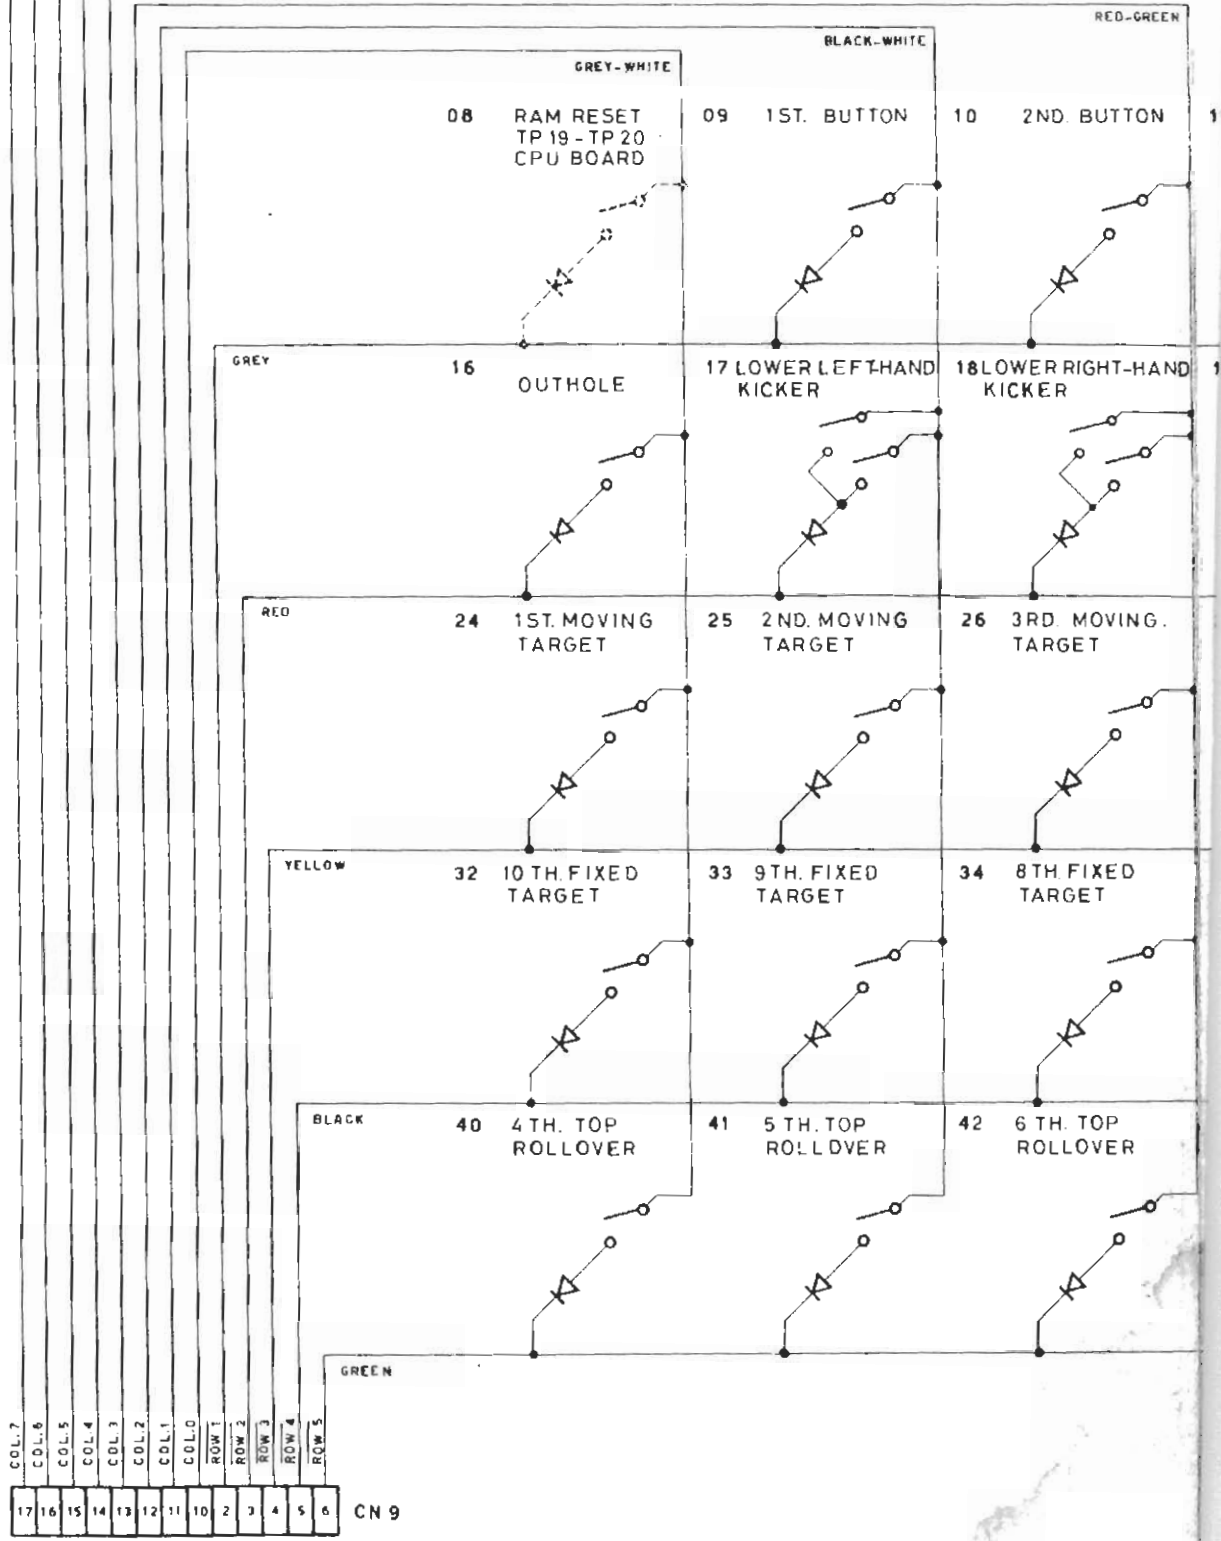 RED-GREEN
BLACK-WHITE
GREY-WHITE
08 RAM RESET
TP 19 - TP 20
CPU BOARD
09 1ST. BUTTON
10 2ND. BUTTON
GREY
16 OUTHOLE
17 LOWER LEFT-HAND
KICKER
18 LOWER RIGHT-HAND
KICKER
RED
24 1ST. MOVING
TARGET
25 2ND. MOVING
TARGET
26 3RD. MOVING.
TARGET
YELLOW
32 10 TH. FIXED
TARGET
33 9TH. FIXED
TARGET
34 8TH. FIXED
TARGET
BLACK
40 4 TH. TOP
ROLLOVER
41 5 TH. TOP
ROLLOVER
42 6 TH. TOP
ROLLOVER
GREEN
COL.7
COL.6
COL.5
COL.4
COL.3
COL.2
COL.1
COL.0
ROW 1
ROW 2
ROW 3
ROW 4
ROW 5
17 16 15 14 13 12 11 10 2 3 4 5 6 CN 9